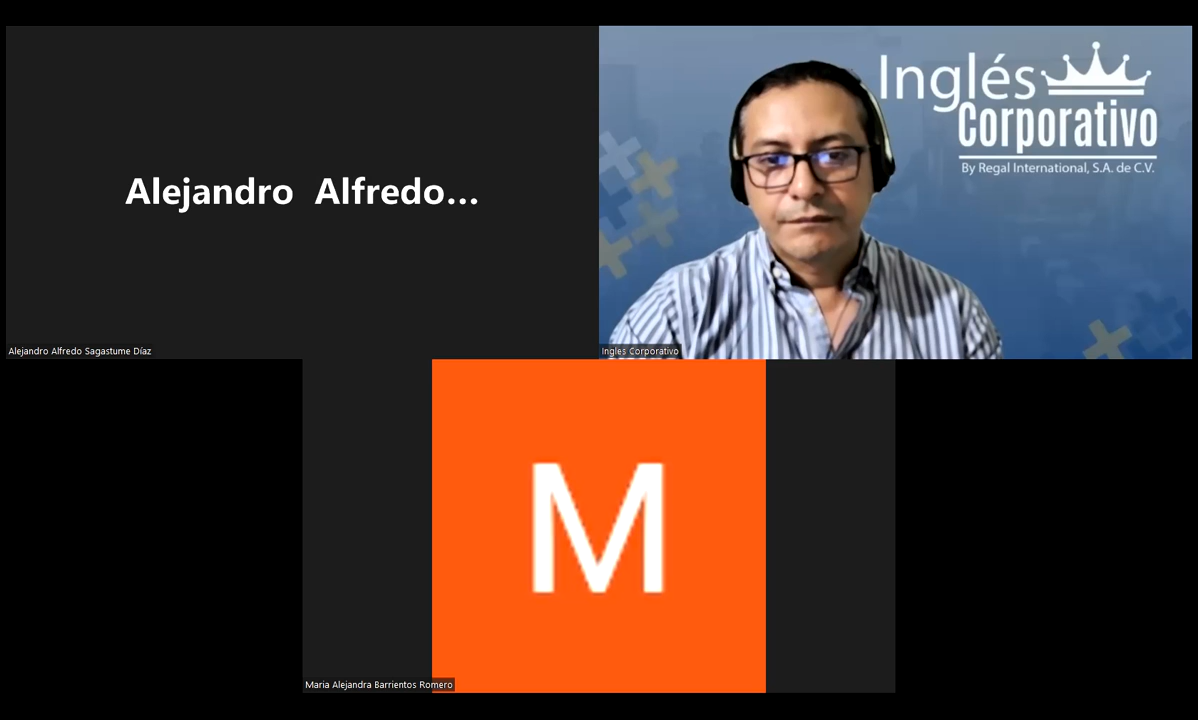 Alejandro  Alfredo...
Alejandro Alfredo Sagastume Díaz
Inglés
Corporativo
By Regal International, S.A. de C.V.
Ingles Corporativo
M
Maria Alejandra Barrientos Romero